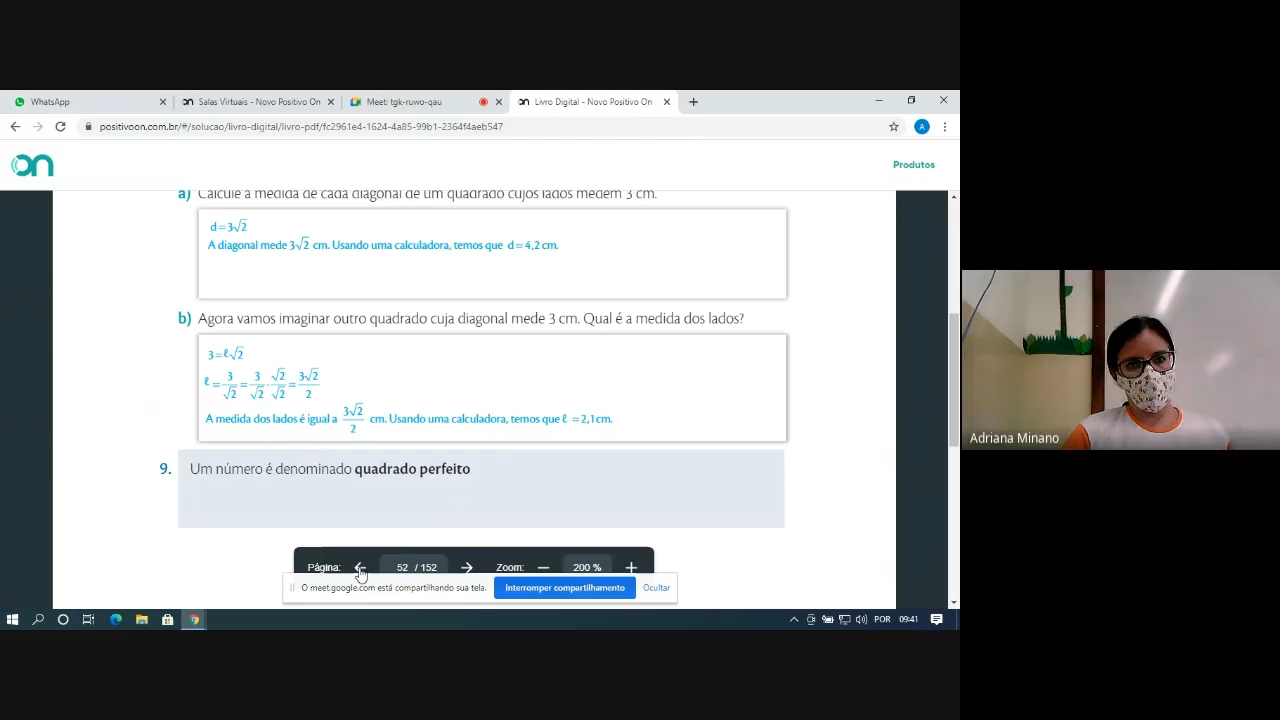 WhatsApp
Salas Virtuais - Novo Positivo On
Meet: tgk-ruwo-qau
Livro Digital - Novo Positivo On
positivoon.com.br/#/solucao/livro-digital/livro-pdf/fc2961e4-1624-4a85-99b1-2364f4aeb547
A
on
Produtos
a) Calcule a medida de cada diagonal de um quadrado cujos lados medem 3 cm.
d = 3√2
A diagonal mede 3√2 cm. Usando uma calculadora, temos que d = 4,2 cm.
b) Agora vamos imaginar outro quadrado cuja diagonal mede 3 cm. Qual é a medida dos lados?
3 = ℓ√2
ℓ = 3/√2 = 3/√2 · √2/√2 = 3√2/2
A medida dos lados é igual a 3√2/2 cm. Usando uma calculadora, temos que ℓ = 2,1 cm.
9. Um número é denominado quadrado perfeito
Página: 52 / 152 Zoom: 200 %
O meet.google.com está compartilhando sua tela. Interromper compartilhamento Ocultar
POR 09:41
Adriana Minano